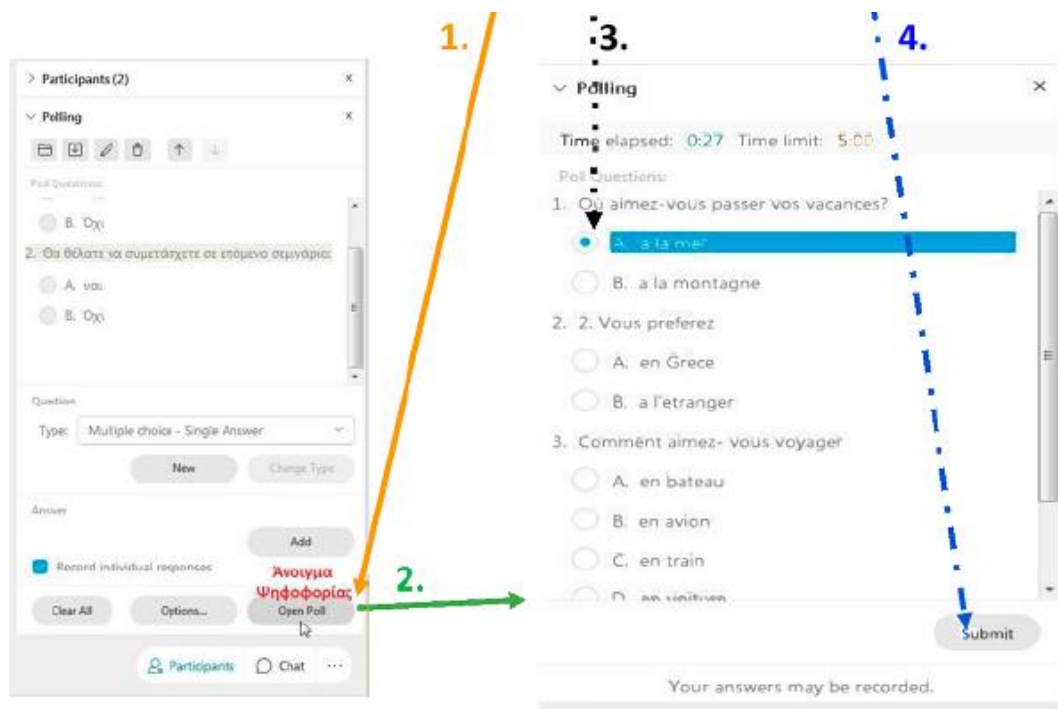 1.
> Participants (2) x
Polling x
Poll Questions:
B. Όχι
2. Θα θέλατε να συμετάσχετε σε επόμενο σεμινάριο;
A. ναι
B. Όχι
Question
Type: Multiple choice - Single Answer
New Change Type
Answer
Add
Record individual responses
Άνοιγμα
Ψηφοφορίας
Clear All Options... Open Poll
Participants Chat ...
2.
3.
4.
Polling ×
Time elapsed: 0:27 Time limit: 5:00
Poll Questions:
1. Où aimez-vous passer vos vacances?
A. a la mer
B. a la montagne
2. 2. Vous preferez
A. en Grece
B. a l'etranger
3. Comment aimez- vous voyager
A. en bateau
B. en avion
C. en train
D. en voiture
Submit
Your answers may be recorded.